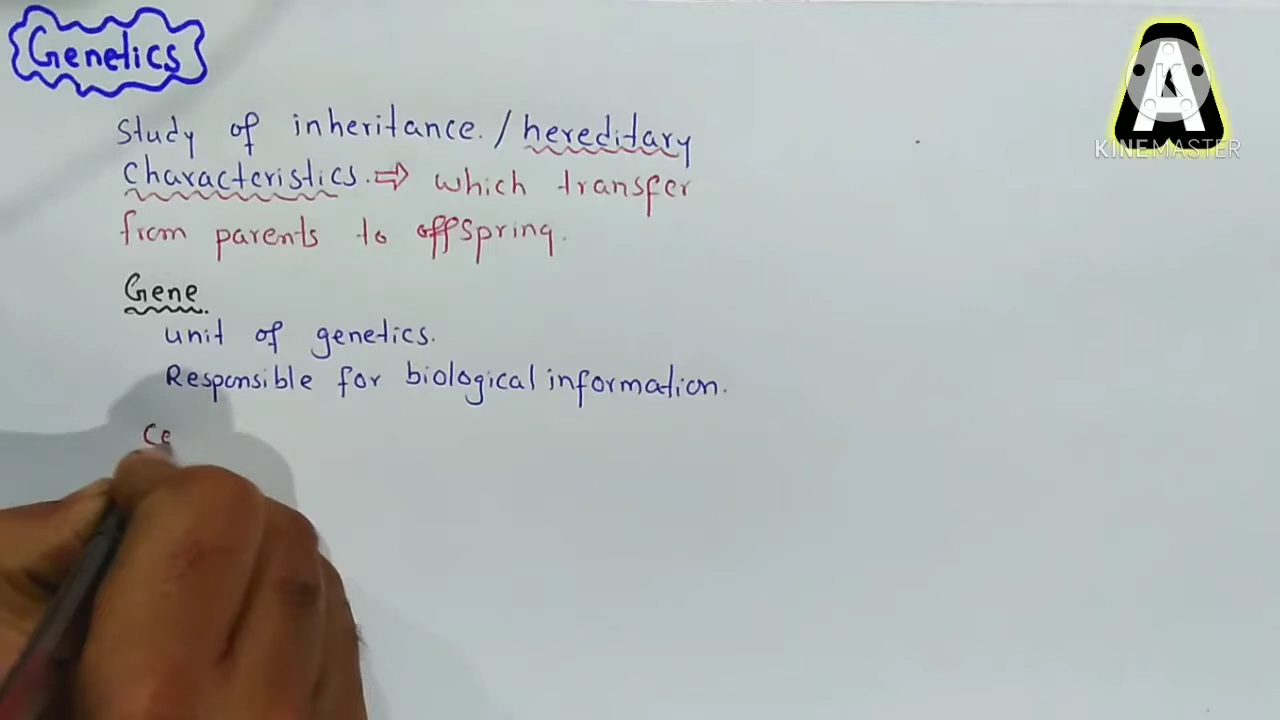 Genetics
Study of inheritance. / hereditary
characteristics. ⇒ which transfer
from parents to offspring.
Gene
unit of genetics.
Responsible for biological information.
Ce
A
K
KINEMASTER